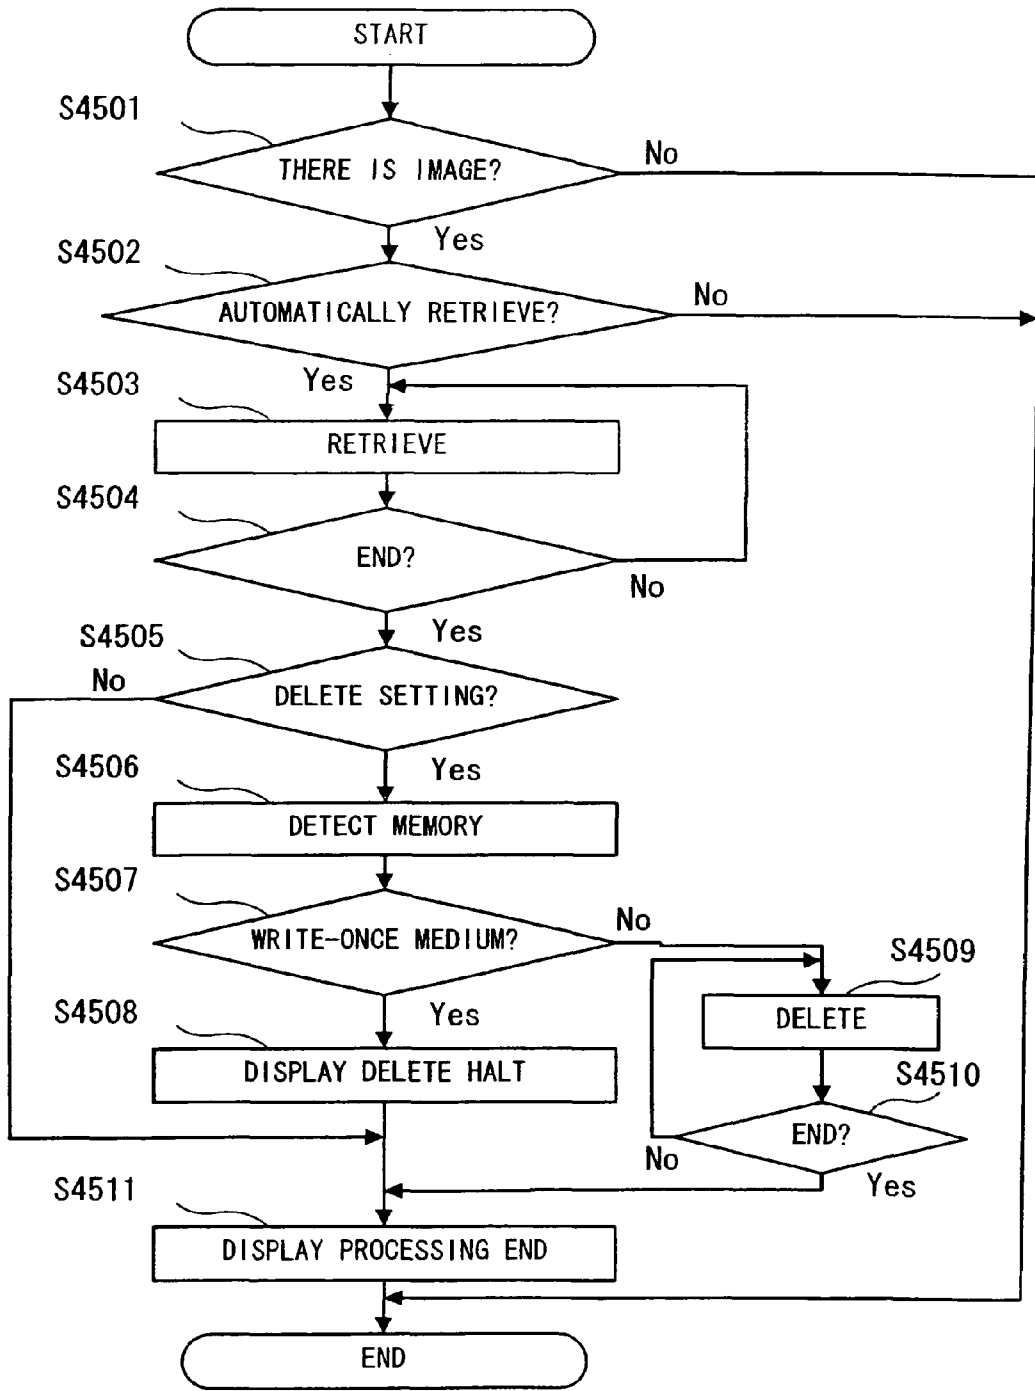 START
S4501
THERE IS IMAGE?
No
Yes
S4502
AUTOMATICALLY RETRIEVE?
No
Yes
S4503
RETRIEVE
S4504
END?
No
Yes
S4505
No
DELETE SETTING?
Yes
S4506
DETECT MEMORY
S4507
WRITE-ONCE MEDIUM?
No
S4509
DELETE
Yes
S4508
DISPLAY DELETE HALT
S4510
END?
No
Yes
S4511
DISPLAY PROCESSING END
END